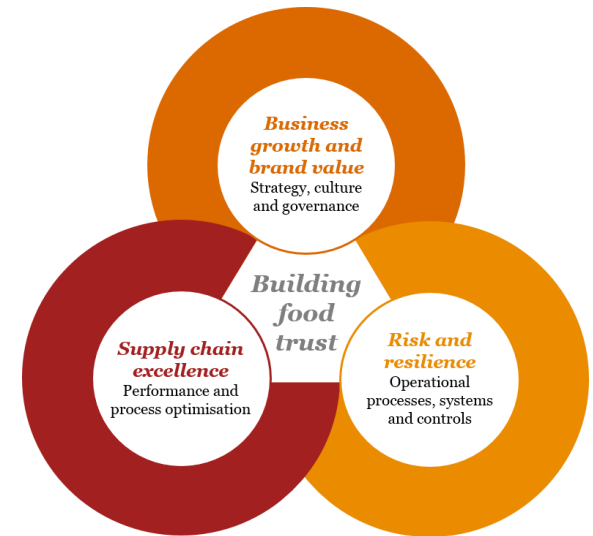 Business
growth and
brand value
Strategy, culture
and governance
Building
food
trust
Supply chain
excellence
Performance and
process optimisation
Risk and
resilience
Operational
processes, systems
and controls